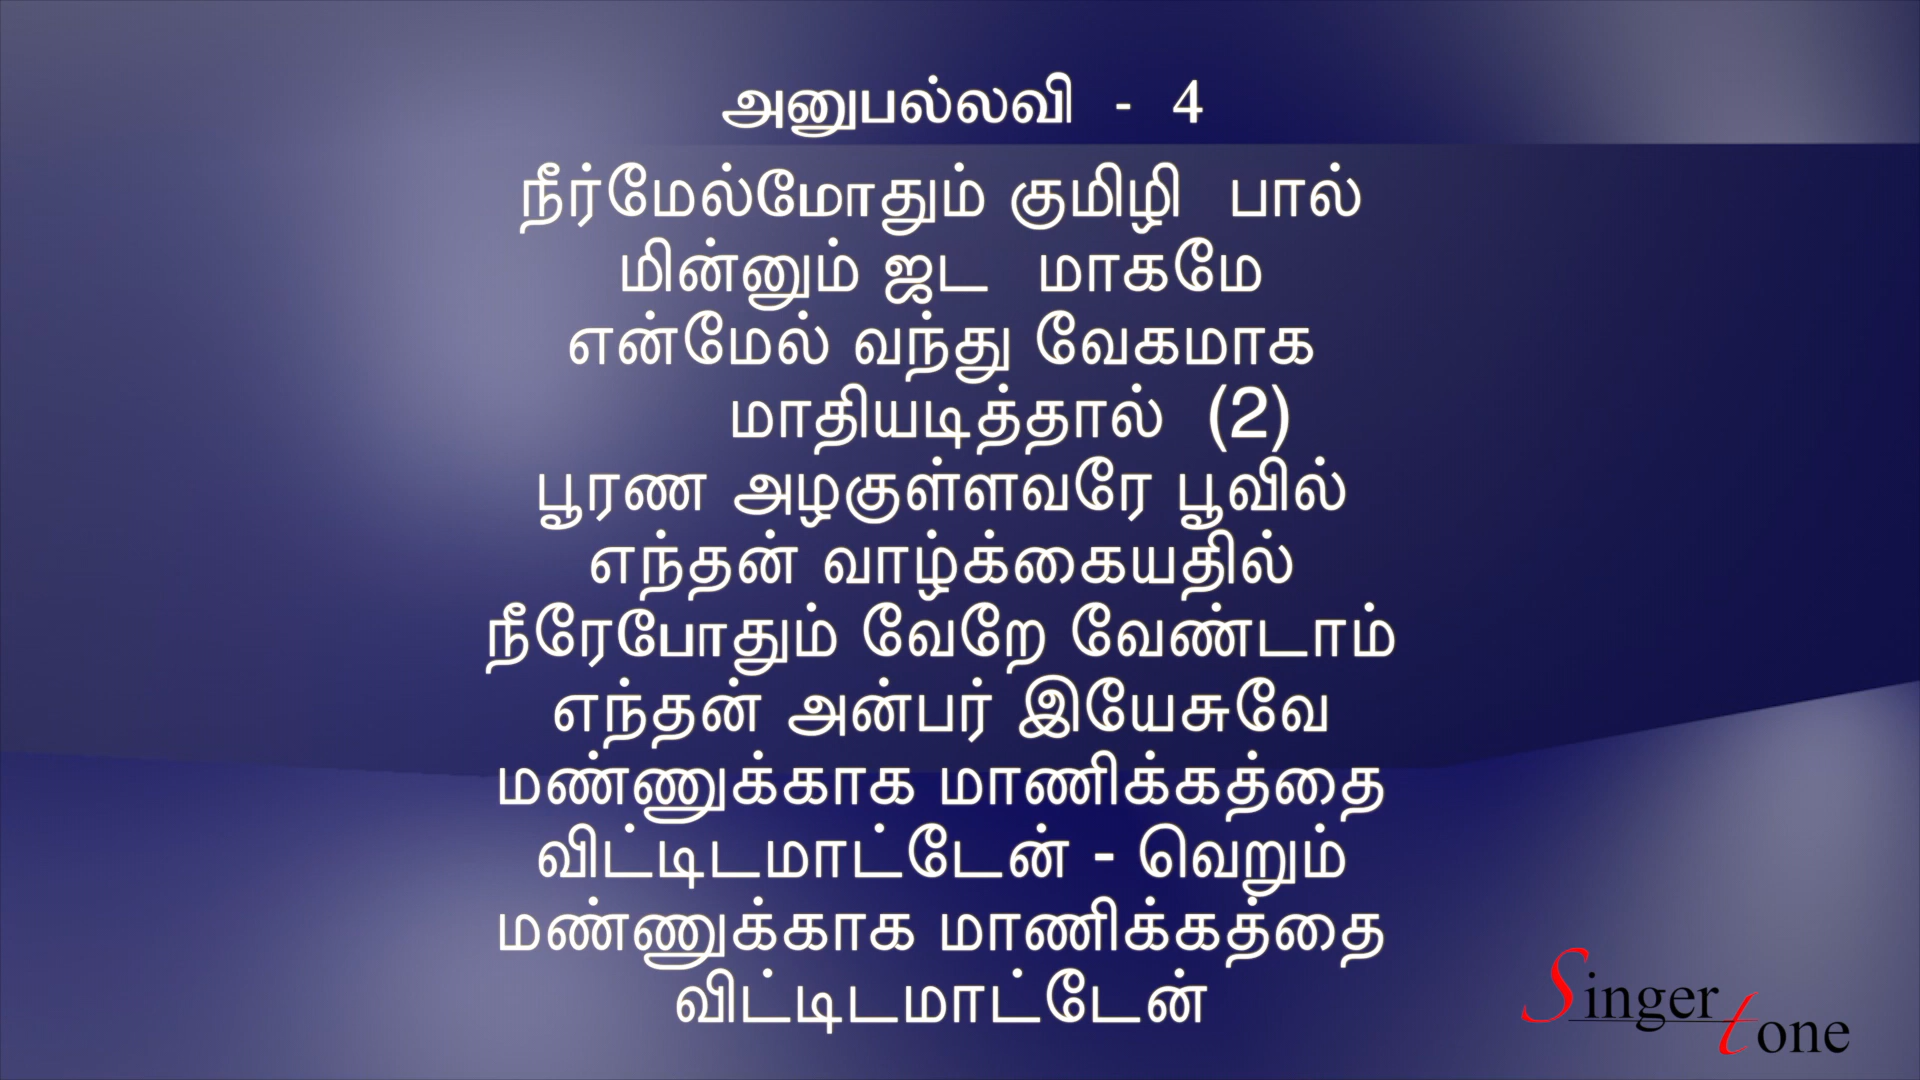 அனுபல்லவி - 4
நீர்மேல்மோதும் குமிழி பால்
மின்னும் ஜட மாகமே
என்மேல் வந்து வேகமாக
மாதியடித்தால் (2)
பூரண அழகுள்ளவரே பூவில்
எந்தன் வாழ்க்கையதில்
நீரேபோதும் வேறே வேண்டாம்
எந்தன் அன்பர் இயேசுவே
மண்ணுக்காக மாணிக்கத்தை
விட்டிடமாட்டேன் - வெறும்
மண்ணுக்காக மாணிக்கத்தை
விட்டிடமாட்டேன்
Singer
tone